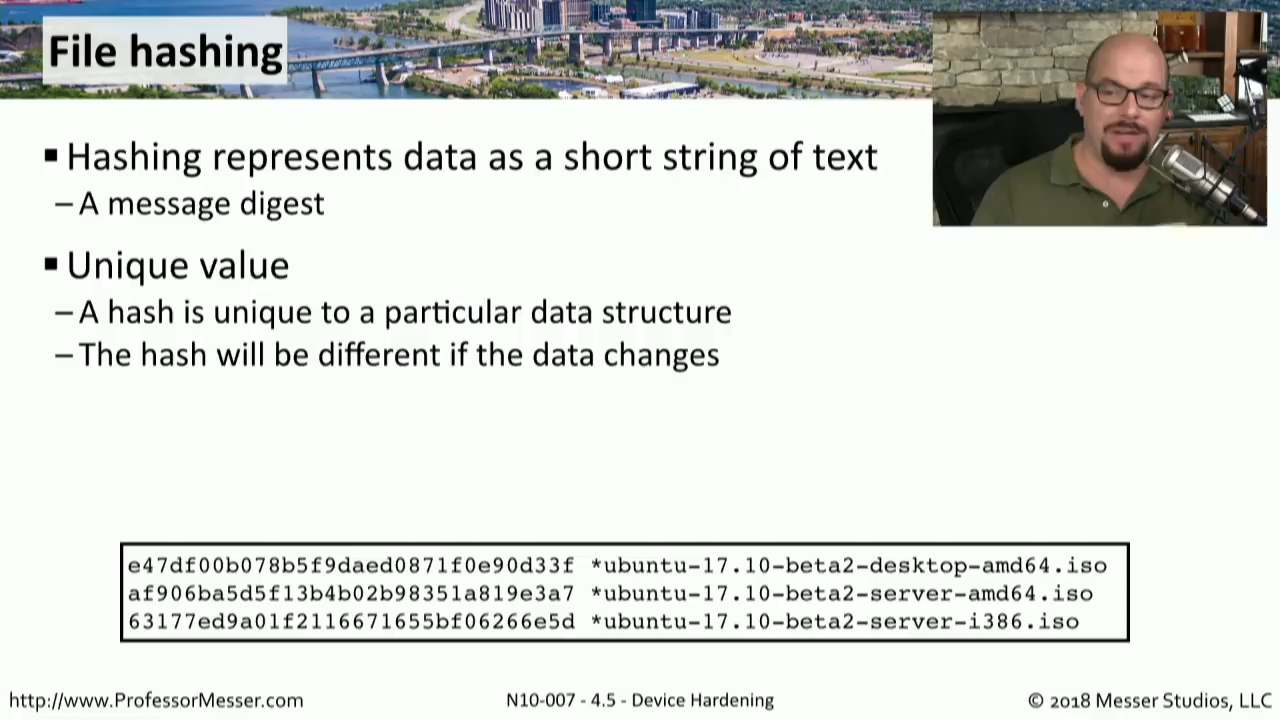 File hashing
▪ Hashing represents data as a short string of text
– A message digest
▪ Unique value
– A hash is unique to a particular data structure
– The hash will be different if the data changes
e47df00b078b5f9daed0871f0e90d33f *ubuntu-17.10-beta2-desktop-amd64.iso
af906ba5d5f13b4b02b98351a819e3a7 *ubuntu-17.10-beta2-server-amd64.iso
63177ed9a01f2116671655bf06266e5d *ubuntu-17.10-beta2-server-i386.iso
http://www.ProfessorMesser.com
N10-007 - 4.5 - Device Hardening
© 2018 Messer Studios, LLC